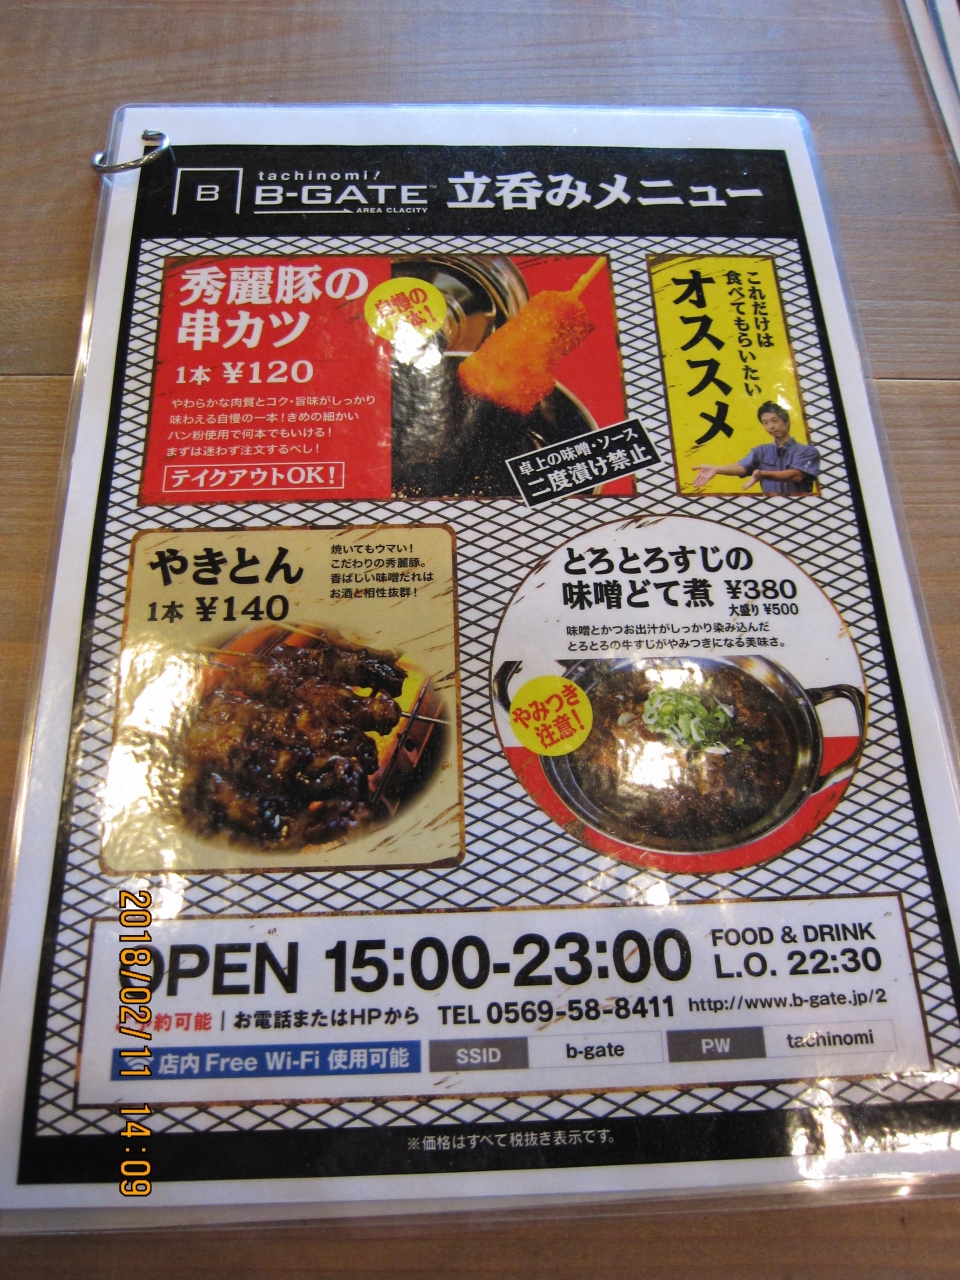 B
tachinomi!
B-GATE™
AREA CLACITY
立呑みメニュー
秀麗豚の
串カツ
1本 ¥120
やわらかな肉質とコク・旨味がしっかり
味わえる自慢の一本!きめの細かい
パン粉使用で何本でもいける!
まずは迷わず注文するべし!
テイクアウトOK!
自慢の
卓上の味噌・ソース
二度漬け禁止
これだけは
食べてもらいたい
オススメ
やきとん
1本 ¥140
焼いてもウマい!
こだわりの秀麗豚。
香ばしい味噌だれは
お酒と相性抜群!
とろとろすじの
味噌どて煮 ¥380
大盛り ¥500
味噌とかつお出汁がしっかり染み込んだ
とろとろの牛すじがやみつきになる美味さ。
やみつき
注意!
OPEN 15:00-23:00
FOOD & DRINK
L.O. 22:30
予約可能 | お電話またはHPから TEL 0569-58-8411 http://www.b-gate.jp/2
店内 Free Wi-Fi 使用可能 SSID b-gate PW tachinomi
※価格はすべて税抜き表示です。
2018/02/11 14:09